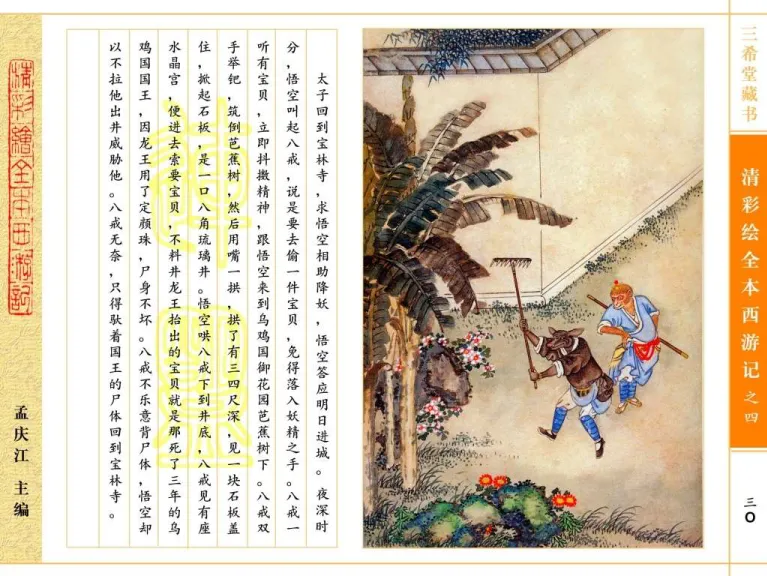 三希堂藏书
清彩绘全本西游记之四
三〇
太子回到宝林寺，求悟空相助降妖，悟空答应明日进城。夜深时
分，悟空叫起八戒，说是要去偷一件宝贝，免得落入妖精之手。八戒一
听有宝贝，立即抖擞精神，跟悟空来到乌鸡国御花园芭蕉树下。八戒双
手举钯，筑倒芭蕉树，然后用嘴一拱，拱了有三四尺深，见一块石板盖
住，掀起石板，是一口八角琉璃井。悟空哄八戒下到井底，八戒见有座
水晶宫，便进去索要宝贝，不料井龙王抬出的宝贝就是那死了三年的乌
鸡国国王，因龙王用了定颜珠，尸身不坏。八戒不乐意背尸体，悟空却
以不拉他出井威胁他。八戒无奈，只得驮着国王的尸体回到宝林寺。
清彩繪全本西游記
孟庆江 主编